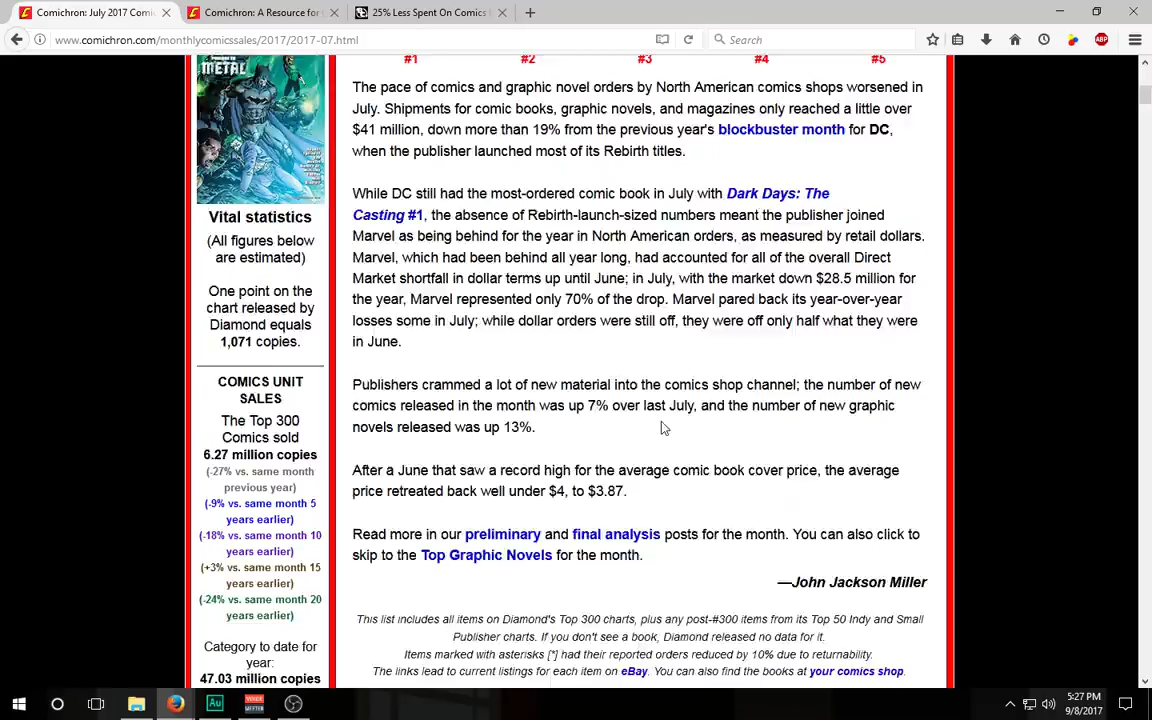 Comichron: July 2017 Comi
Comichron: A Resource for
25% Less Spent On Comics
www.comichron.com/monthlycomicssales/2017/2017-07.html
Search
ABP
METAL
#1 #2 #3 #4 #5
The pace of comics and graphic novel orders by North American comics shops worsened in
July. Shipments for comic books, graphic novels, and magazines only reached a little over
$41 million, down more than 19% from the previous year's blockbuster month for DC,
when the publisher launched most of its Rebirth titles.
While DC still had the most-ordered comic book in July with Dark Days: The
Casting #1, the absence of Rebirth-launch-sized numbers meant the publisher joined
Marvel as being behind for the year in North American orders, as measured by retail dollars.
Marvel, which had been behind all year long, had accounted for all of the overall Direct
Market shortfall in dollar terms up until June; in July, with the market down $28.5 million for
the year, Marvel represented only 70% of the drop. Marvel pared back its year-over-year
losses some in July; while dollar orders were still off, they were off only half what they were
in June.
Publishers crammed a lot of new material into the comics shop channel; the number of new
comics released in the month was up 7% over last July, and the number of new graphic
novels released was up 13%.
After a June that saw a record high for the average comic book cover price, the average
price retreated back well under $4, to $3.87.
Read more in our preliminary and final analysis posts for the month. You can also click to
skip to the Top Graphic Novels for the month.
—John Jackson Miller
This list includes all items on Diamond's Top 300 charts, plus any post-#300 items from its Top 50 Indy and Small
Publisher charts. If you don't see a book, Diamond released no data for it.
Items marked with asterisks [*] had their reported orders reduced by 10% due to returnability.
The links lead to current listings for each item on eBay. You can also find the books at your comics shop.
Vital statistics
(All figures below
are estimated)
One point on the
chart released by
Diamond equals
1,071 copies.
COMICS UNIT
SALES
The Top 300
Comics sold
6.27 million copies
(-27% vs. same month
previous year)
(-9% vs. same month 5
years earlier)
(-18% vs. same month 10
years earlier)
(+3% vs. same month 15
years earlier)
(-24% vs. same month 20
years earlier)
Category to date for
year:
47.03 million copies
Au
5:27 PM
9/8/2017